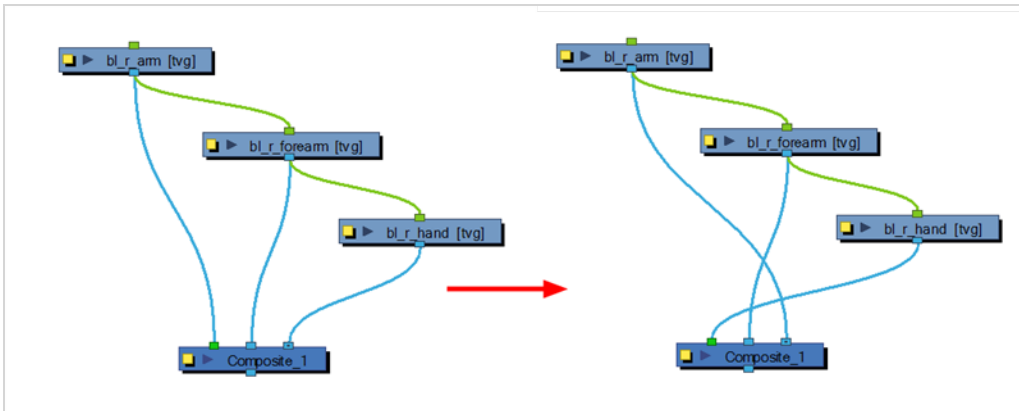 bl_r_arm [tvg]
bl_r_forearm [tvg]
bl_r_hand [tvg]
Composite_1
bl_r_arm [tvg]
bl_r_forearm [tvg]
bl_r_hand [tvg]
Composite_1